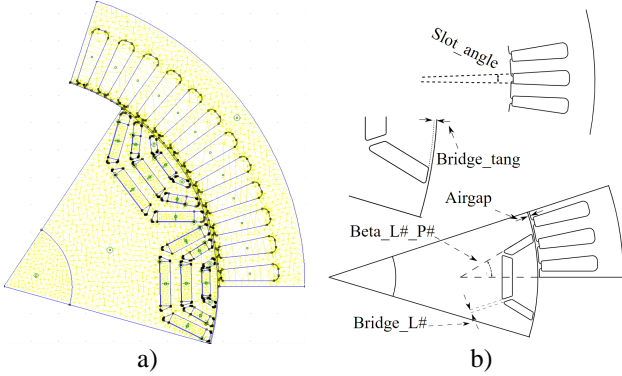 Slot_angle
Bridge_tang
Airgap
Beta_L#_P#
Bridge_L#
a)
b)